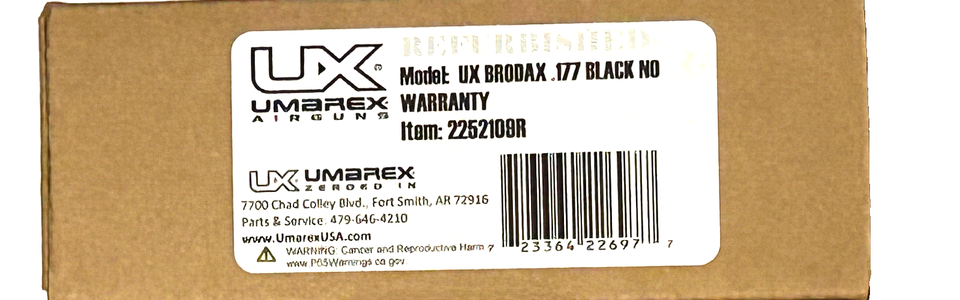 UX
UMAREX
AIRGUNS
REFURBISHED
Model: UX BRODAX .177 BLACK NO
WARRANTY
Item: 2252109R
UX UMAREX
ZEROED IN
7700 Chad Colley Blvd., Fort Smith, AR 72916
Parts & Service: 479-646-4210
www.UmarexUSA.com
WARNING: Cancer and Reproductive Harm
www.P65Warnings.ca.gov
7 23364 22697 7